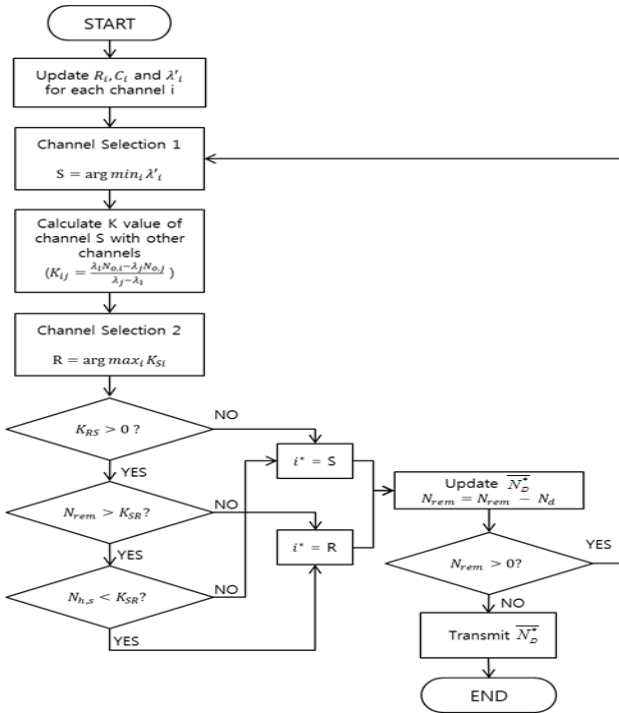 START
Update R_i, C_i and λ'_i
for each channel i
Channel Selection 1
S = arg min_i λ'_i
Calculate K value of
channel S with other
channels
(K_ij = (λ_i N_o,i − λ_j N_o,j) / (λ_j − λ_i) )
Channel Selection 2
R = arg max_i K_Si
K_RS > 0 ?
NO
YES
i* = S
N_rem > K_SR?
NO
YES
i* = R
N_h,s < K_SR?
NO
YES
Update \overline{N_D^*}
N_rem = N_rem − N_d
N_rem > 0?
YES
NO
Transmit \overline{N_D^*}
END